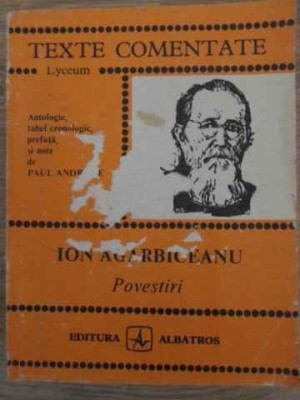 TEXTE COMENTATE
Lyceum
Antologie,
tabel cronologic,
prefață,
și note
de
PAUL
ION AGÂRBICEANU
Povestiri
EDITURA ALBATROS